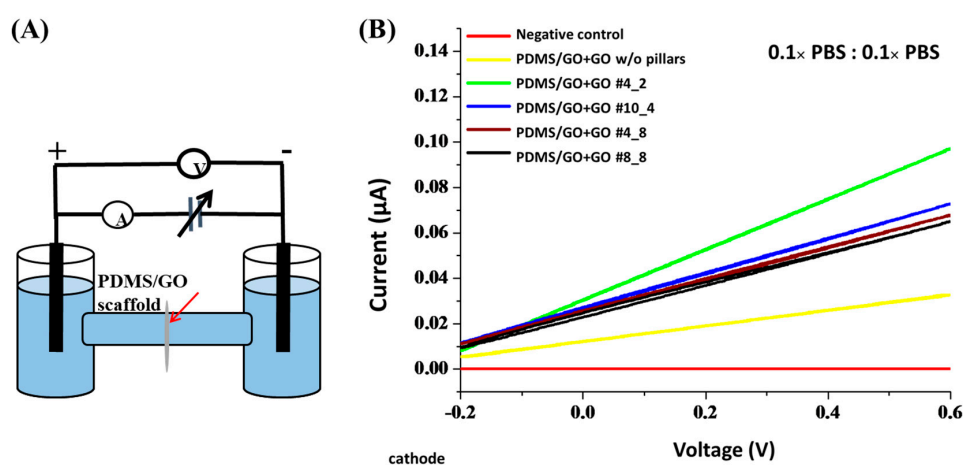 (A)
+
-
V
A
PDMS/GO
scaffold
(B)
Negative control
PDMS/GO+GO w/o pillars
PDMS/GO+GO #4_2
PDMS/GO+GO #10_4
PDMS/GO+GO #4_8
PDMS/GO+GO #8_8
0.1× PBS : 0.1× PBS
Current (µA)
0.14
0.12
0.10
0.08
0.06
0.04
0.02
0.00
-0.2
0.0
0.2
0.4
0.6
cathode
Voltage (V)